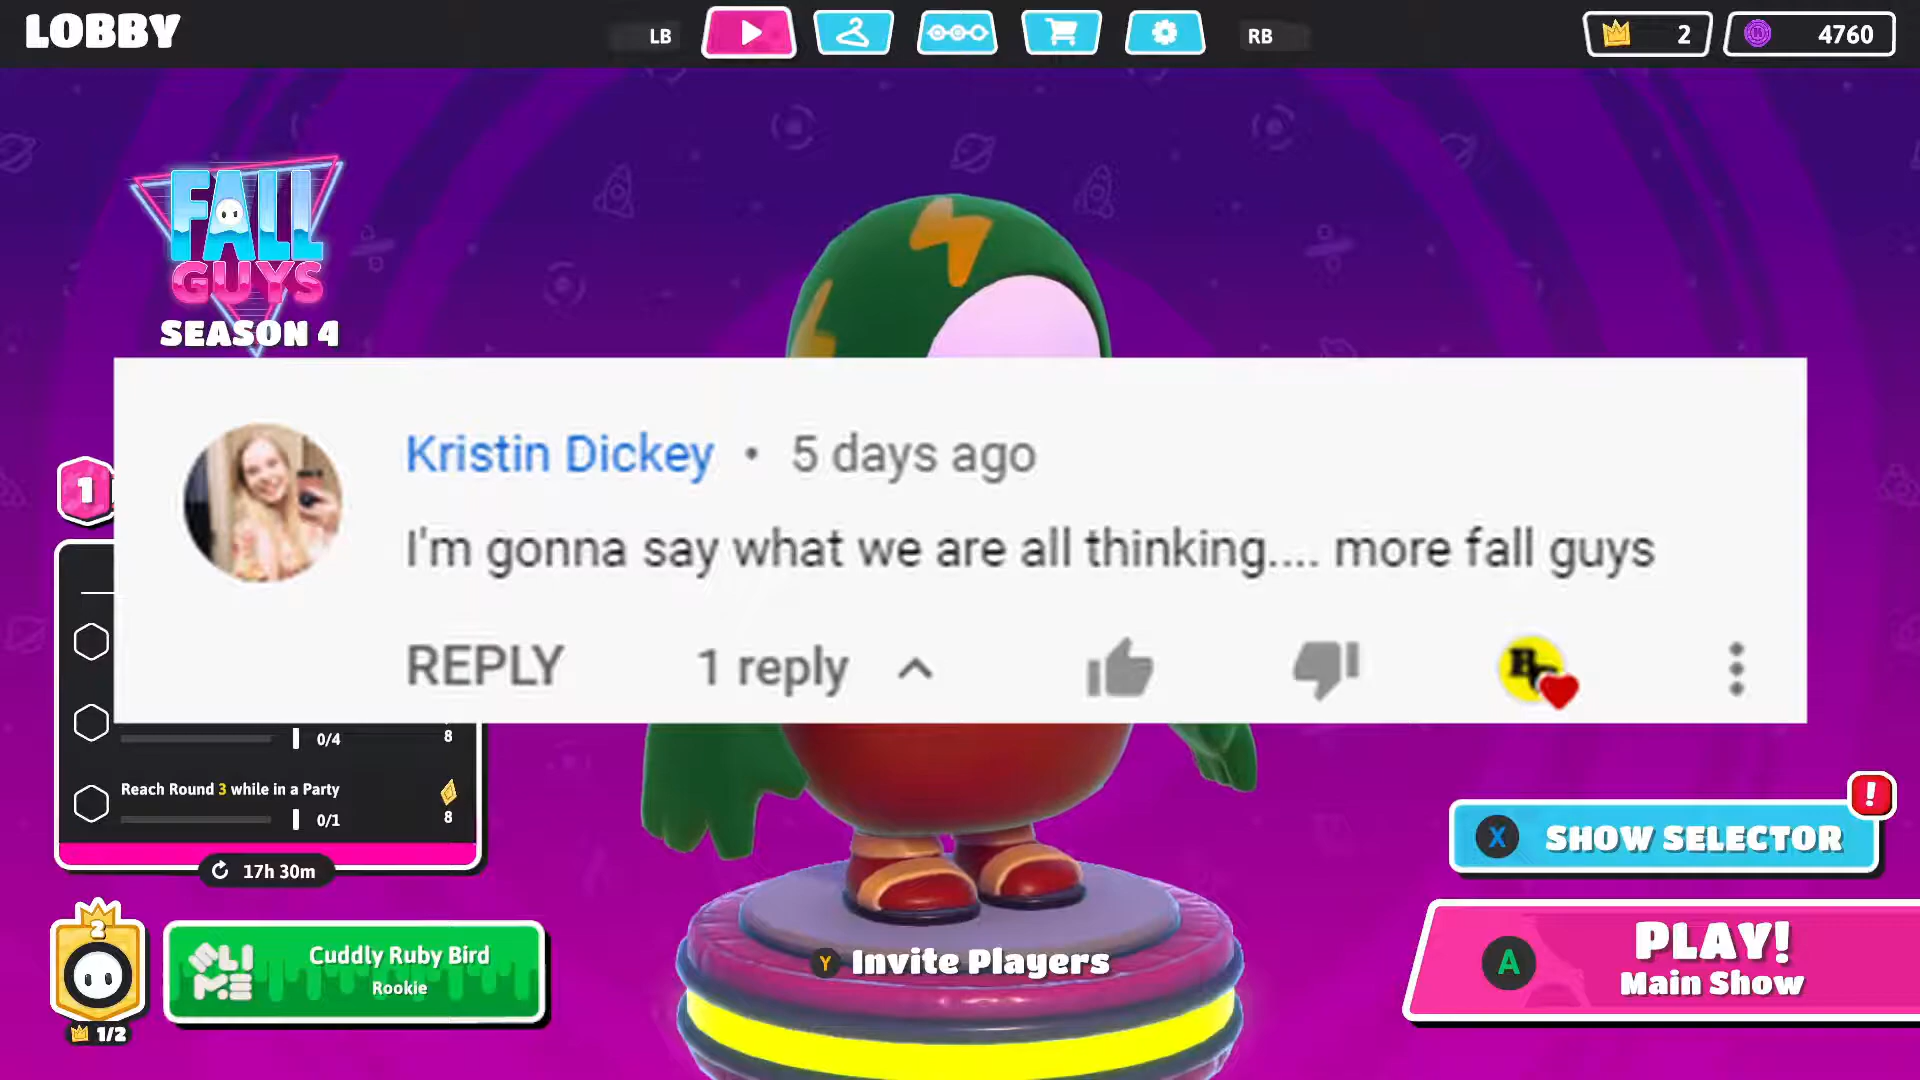 LOBBY
LB
RB
2
4760
FALL
GUYS
SEASON 4
1
Kristin Dickey • 5 days ago
I'm gonna say what we are all thinking.... more fall guys
REPLY
1 reply
0/4
8
Reach Round 3 while in a Party
0/1
8
17h 30m
X SHOW SELECTOR
!
2
SLIME
Cuddly Ruby Bird
Rookie
1/2
Y Invite Players
A PLAY!
Main Show